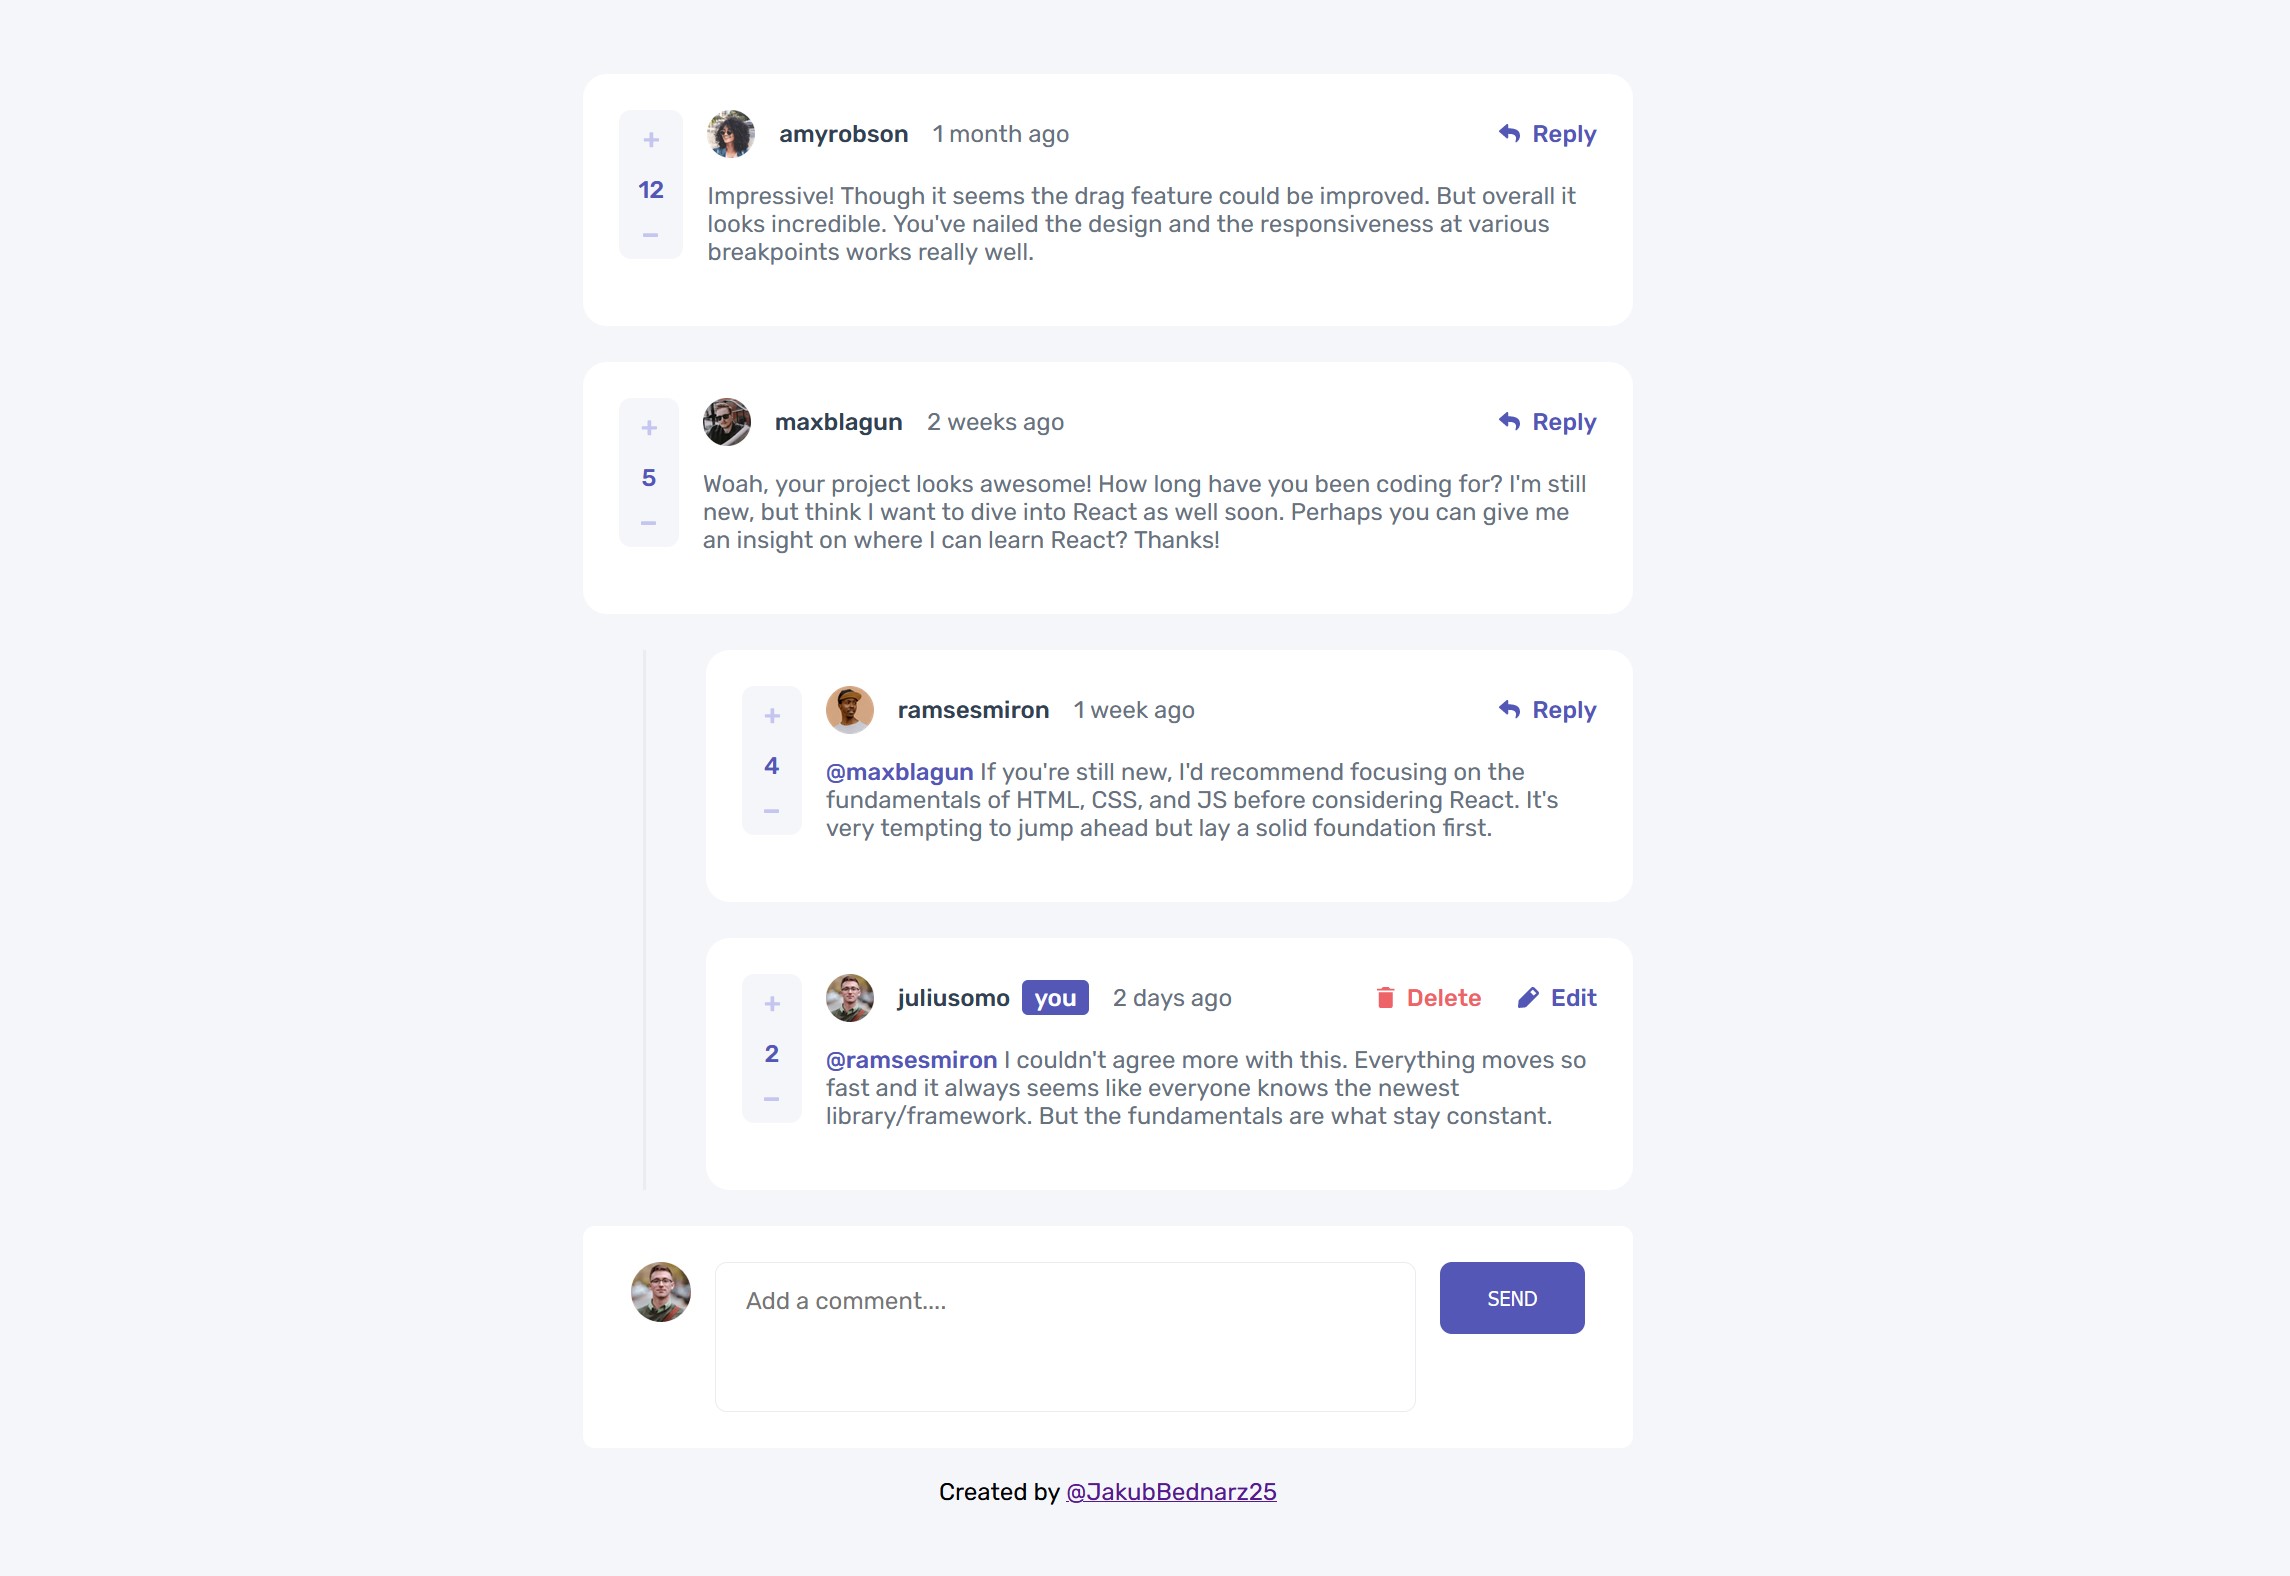 +
12
−
amyrobson 1 month ago Reply
Impressive! Though it seems the drag feature could be improved. But overall it
looks incredible. You've nailed the design and the responsiveness at various
breakpoints works really well.
+
5
−
maxblagun 2 weeks ago Reply
Woah, your project looks awesome! How long have you been coding for? I'm still
new, but think I want to dive into React as well soon. Perhaps you can give me
an insight on where I can learn React? Thanks!
+
4
−
ramsesmiron 1 week ago Reply
@maxblagun If you're still new, I'd recommend focusing on the
fundamentals of HTML, CSS, and JS before considering React. It's
very tempting to jump ahead but lay a solid foundation first.
+
2
−
juliusomo you 2 days ago Delete Edit
@ramsesmiron I couldn't agree more with this. Everything moves so
fast and it always seems like everyone knows the newest
library/framework. But the fundamentals are what stay constant.
Add a comment....
SEND
Created by @JakubBednarz25